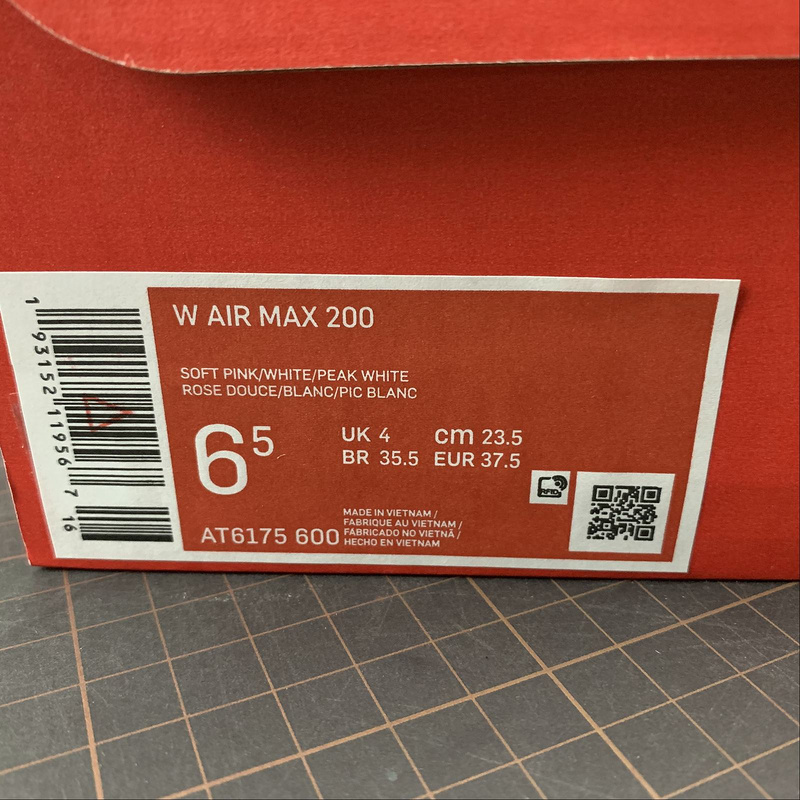 W AIR MAX 200
SOFT PINK/WHITE/PEAK WHITE
ROSE DOUCE/BLANC/PIC BLANC
6⁵
UK 4 cm 23.5
BR 35.5 EUR 37.5
RFID
AT6175 600
MADE IN VIETNAM /
FABRIQUE AU VIETNAM /
FABRICADO NO VIETNÃ /
HECHO EN VIETNAM
1 93152 11956 7 16